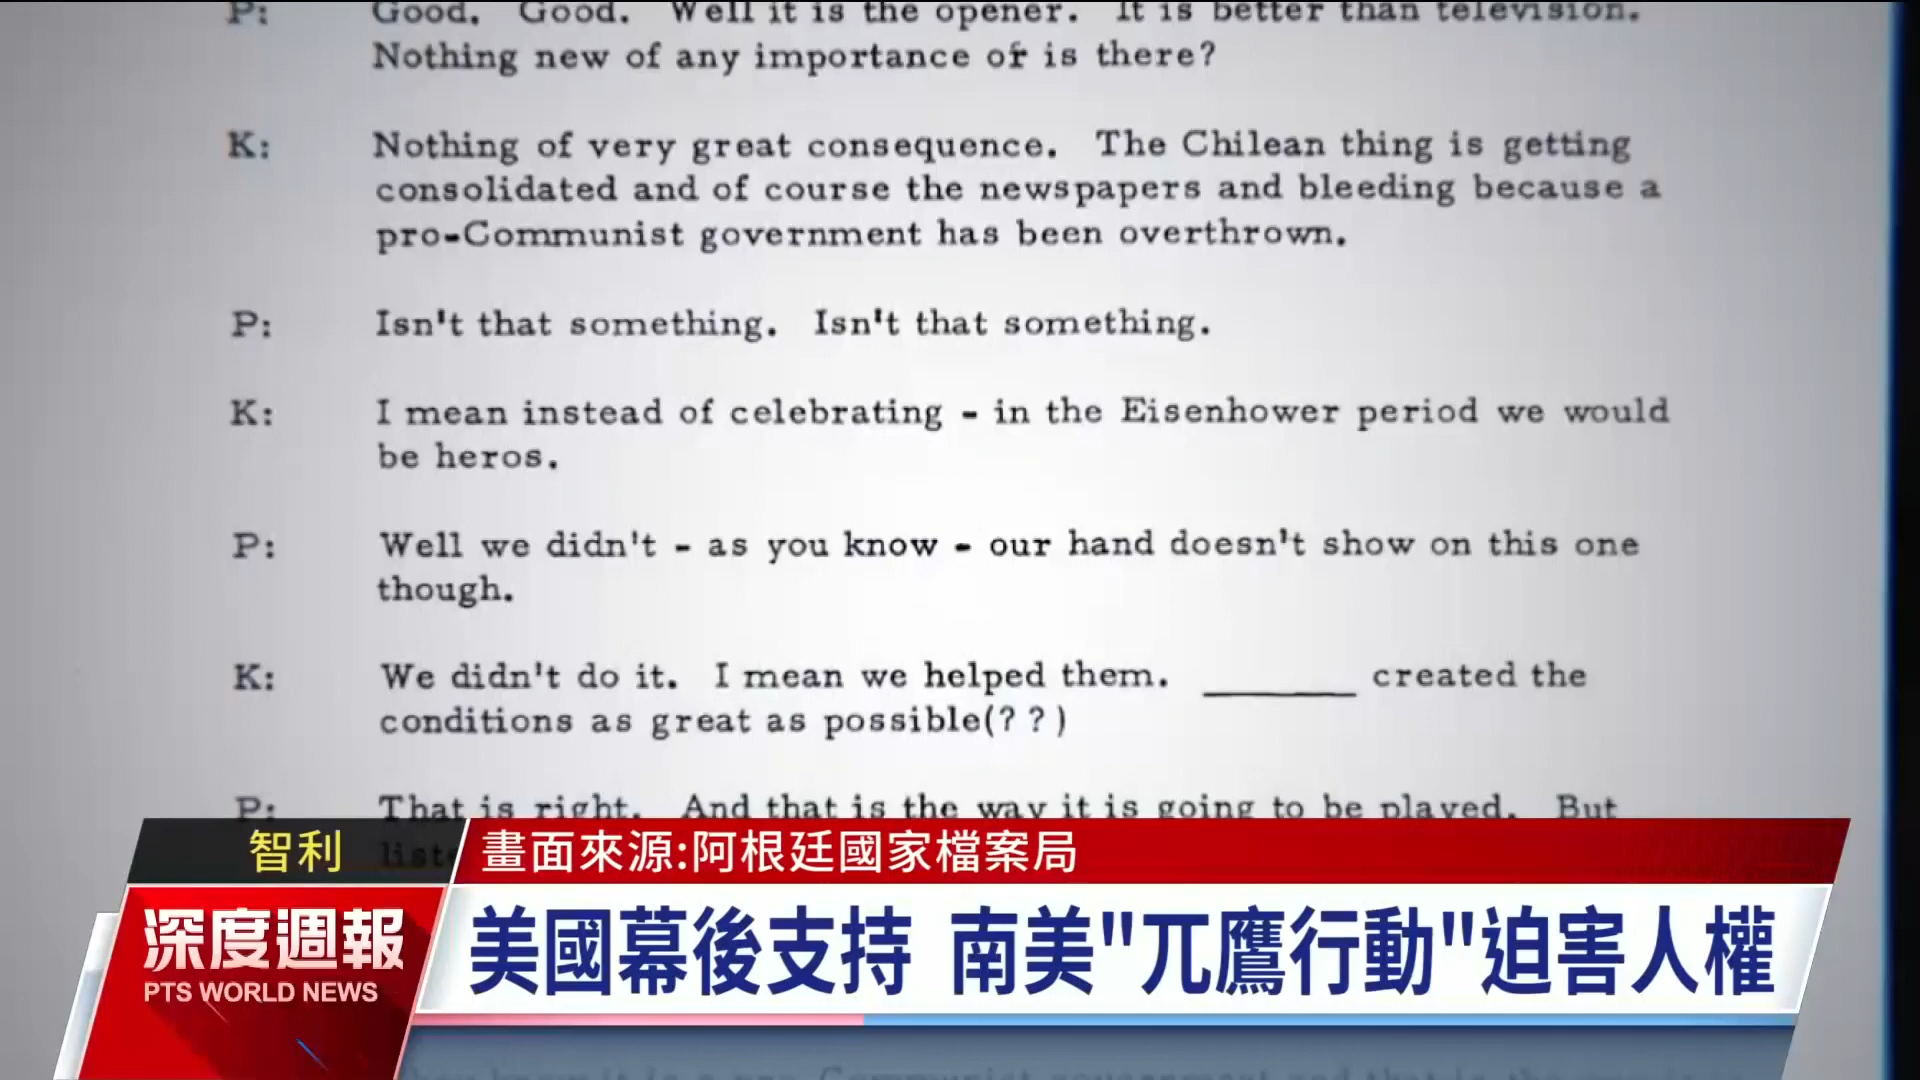 P: Good. Good. Well it is the opener. It is better than television.
Nothing new of any importance or is there?
K: Nothing of very great consequence. The Chilean thing is getting
consolidated and of course the newspapers and bleeding because a
pro-Communist government has been overthrown.
P: Isn't that something. Isn't that something.
K: I mean instead of celebrating - in the Eisenhower period we would
be heros.
P: Well we didn't - as you know - our hand doesn't show on this one
though.
K: We didn't do it. I mean we helped them. ______ created the
conditions as great as possible(??)
P: That is right. And that is the way it is going to be played. But
智利
畫面來源:阿根廷國家檔案局
深度週報
PTS WORLD NEWS
美國幕後支持 南美"兀鷹行動"迫害人權